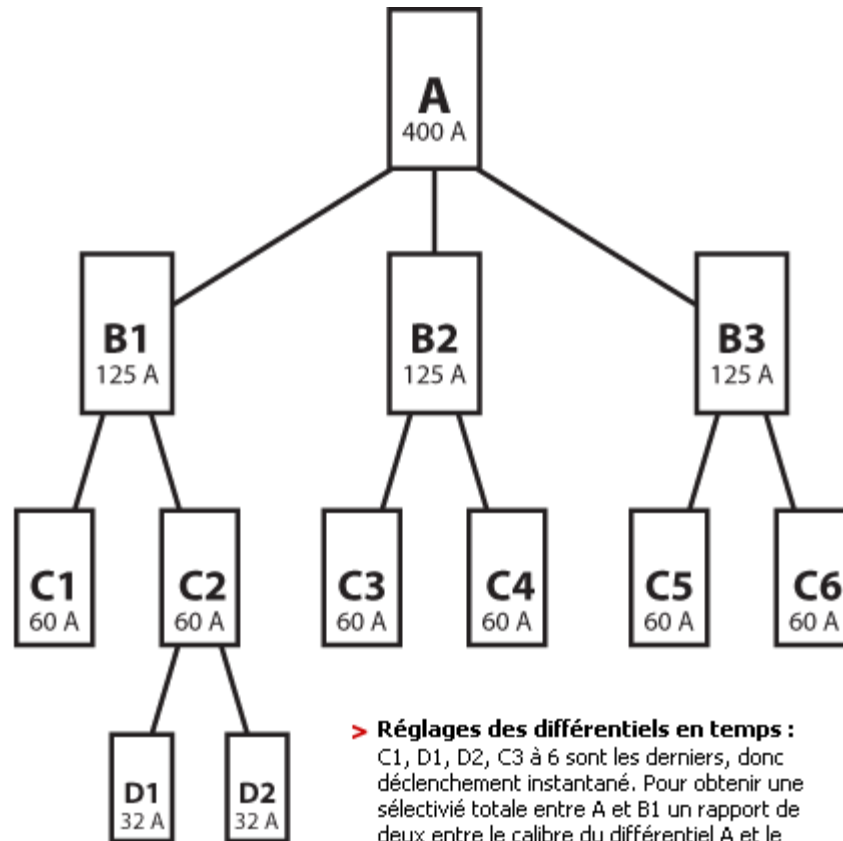 A
400 A
B1
125 A
B2
125 A
B3
125 A
C1
60 A
C2
60 A
C3
60 A
C4
60 A
C5
60 A
C6
60 A
D1
32 A
D2
32 A
> Réglages des différentiels en temps :
C1, D1, D2, C3 à 6 sont les derniers, donc
déclenchement instantané. Pour obtenir une
sélectivié totale entre A et B1 un rapport de
deux entre le calibre du différentiel A et le